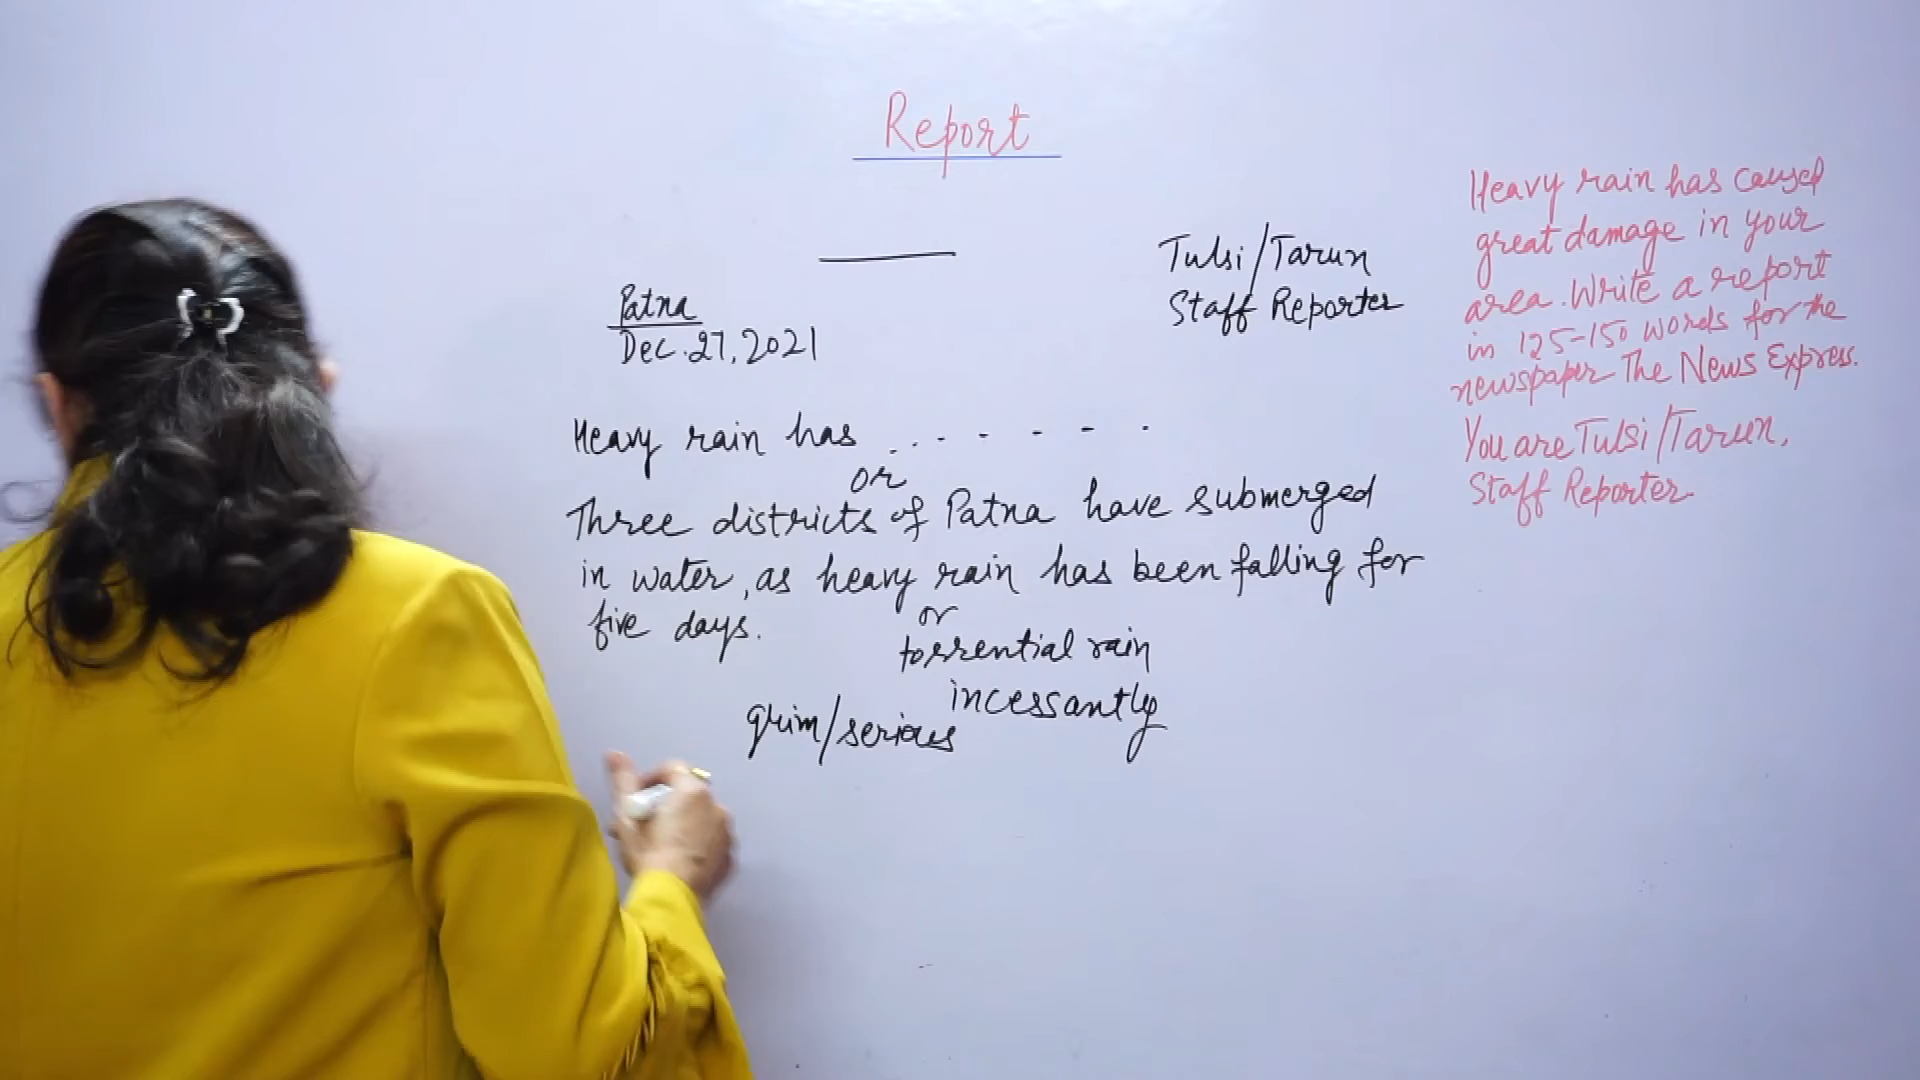 Report
Tulsi/Tarun
Staff Reporter
Patna
Dec. 27, 2021
Heavy rain has . . - - - - - .
or
Three districts of Patna have submerged
in water, as heavy rain has been falling for
five days.
or
torrential rain
incessantly
grim/serious
Heavy rain has caused
great damage in your
area. Write a report
in 125-150 words for the
newspaper The News Express.
You are Tulsi/Tarun,
Staff Reporter